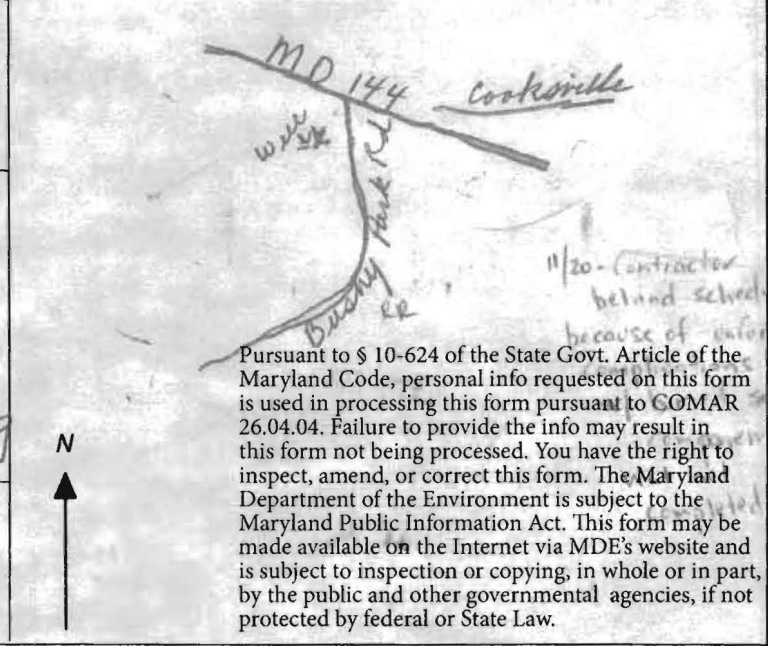 MD 144
Cooksville
Well
Bushy Park Rd
11/20 - Contractor
behind sched
because of
Pursuant to § 10-624 of the State Govt. Article of the
Maryland Code, personal info requested on this form
is used in processing this form pursuant to COMAR
26.04.04. Failure to provide the info may result in
this form not being processed. You have the right to
inspect, amend, or correct this form. The Maryland
Department of the Environment is subject to the
Maryland Public Information Act. This form may be
made available on the Internet via MDE's website and
is subject to inspection or copying, in whole or in part,
by the public and other governmental agencies, if not
protected by federal or State Law.
completed
N